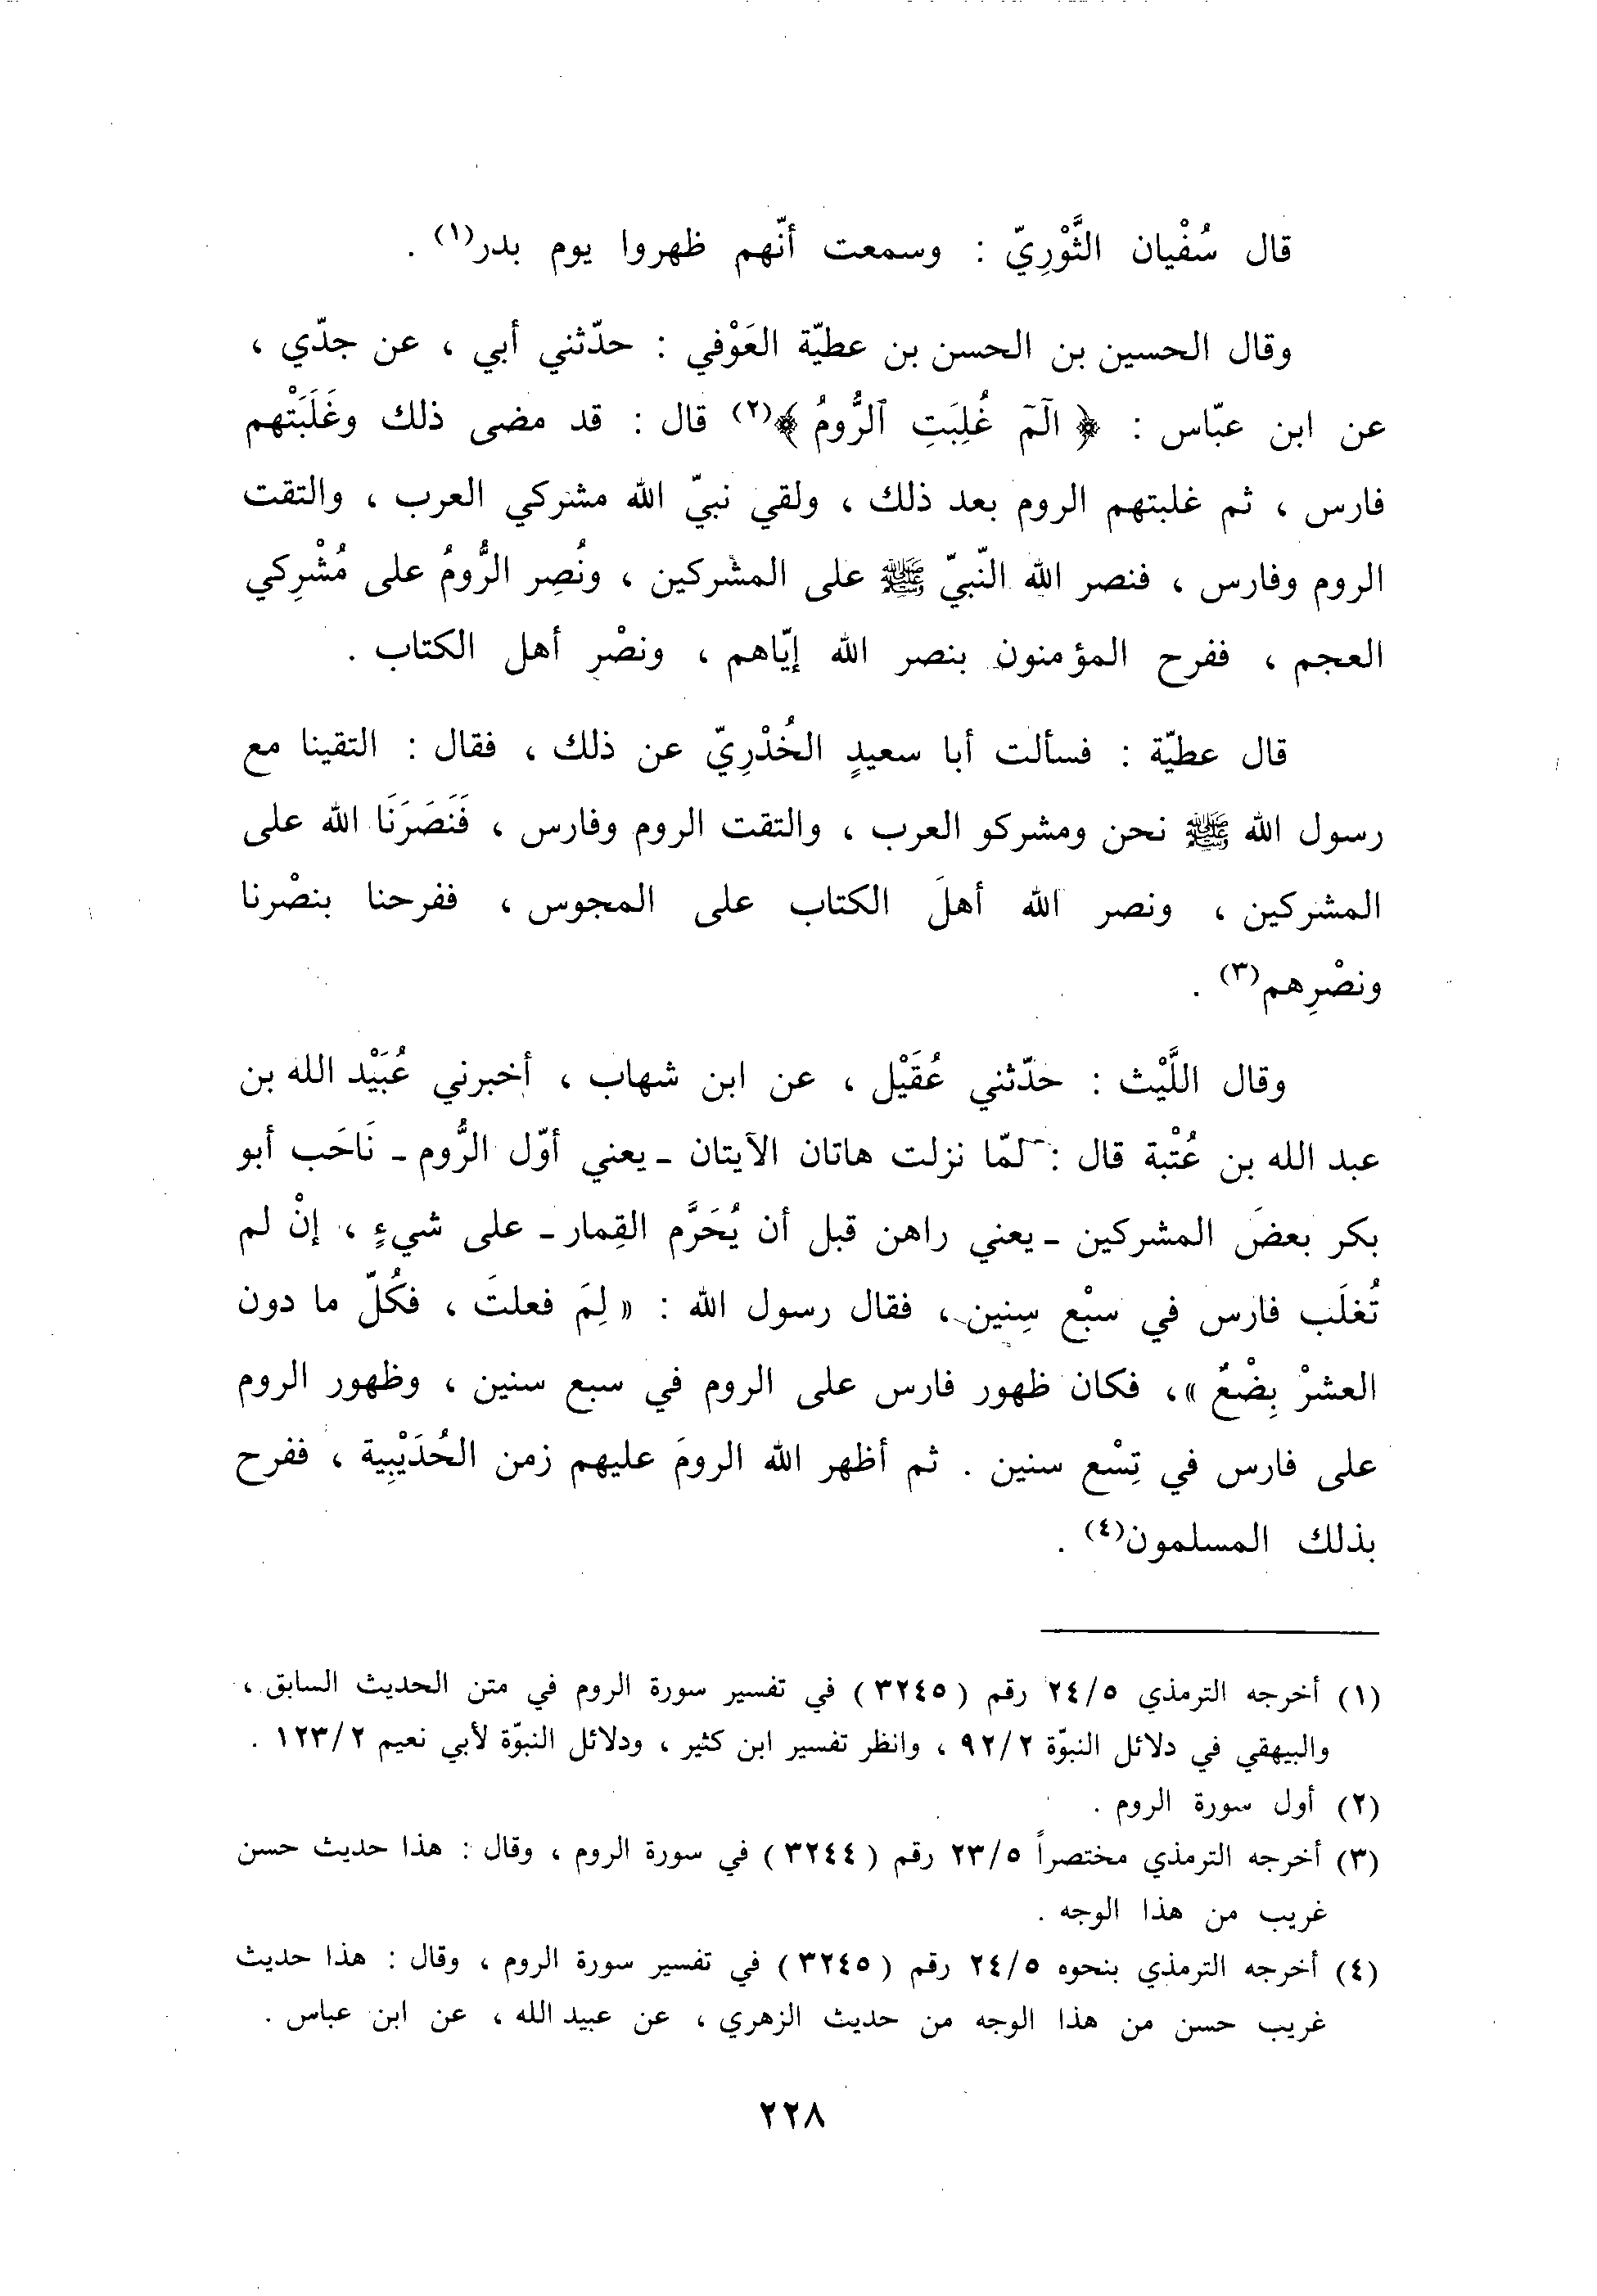 قال سُفْيان الثَّوْرِيّ : وسمعت أنّهم ظهروا يوم بدر(١) .
وقال الحسين بن الحسن بن عطيّة العَوْفي : حدّثني أبي ، عن جدّي ،
عن ابن عبّاس : ﴿ الٓمٓ غُلِبَتِ ٱلرُّومُ ﴾(٢) قال : قد مضى ذلك وغَلَبَتْهم
فارس ، ثم غلبتهم الروم بعد ذلك ، ولقي نبيّ الله مشركي العرب ، والتقت
الروم وفارس ، فنصر الله النّبيّ ﷺ على المشركين ، ونُصِر الرُّومُ على مُشْرِكي
العجم ، ففرح المؤمنون بنصر الله إيّاهم ، ونصْرِ أهل الكتاب .
قال عطيّة : فسألت أبا سعيدٍ الخُدْرِيّ عن ذلك ، فقال : التقينا مع
رسول الله ﷺ نحن ومشركو العرب ، والتقت الروم وفارس ، فَنَصَرَنَا الله على
المشركين ، ونصر الله أهلَ الكتاب على المجوس ، ففرحنا بنصْرنا
ونصْرِهم(٣) .
وقال اللَّيْث : حدّثني عُقَيْل ، عن ابن شهاب ، أخبرني عُبَيْد الله بن
عبد الله بن عُتْبة قال : لمّا نزلت هاتان الآيتان ـ يعني أوّل الرُّوم ـ نَاحَب أبو
بكر بعضَ المشركين ـ يعني راهن قبل أن يُحَرَّم القِمار ـ على شيءٍ ، إنْ لم
تُغلَب فارس في سبْع سِنين ، فقال رسول الله : « لِمَ فعلتَ ، فكُلّ ما دون
العشرْ بِضْعٌ » ، فكان ظهور فارس على الروم في سبع سنين ، وظهور الروم
على فارس في تِسْع سنين . ثم أظهر الله الرومَ عليهم زمن الحُدَيْبِية ، ففرح
بذلك المسلمون(٤) .
(١) أخرجه الترمذي ٢٤/٥ رقم (٣٢٤٥) في تفسير سورة الروم في متن الحديث السابق ،
والبيهقي في دلائل النبوّة ٩٢/٢ ، وانظر تفسير ابن كثير ، ودلائل النبوّة لأبي نعيم ١٢٣/٢ .
(٢) أول سورة الروم .
(٣) أخرجه الترمذي مختصراً ٢٣/٥ رقم (٣٢٤٤) في سورة الروم ، وقال : هذا حديث حسن
غريب من هذا الوجه .
(٤) أخرجه الترمذي بنحوه ٢٤/٥ رقم (٣٢٤٥) في تفسير سورة الروم ، وقال : هذا حديث
غريب حسن من هذا الوجه من حديث الزهري ، عن عبيد الله ، عن ابن عباس .
٢٢٨